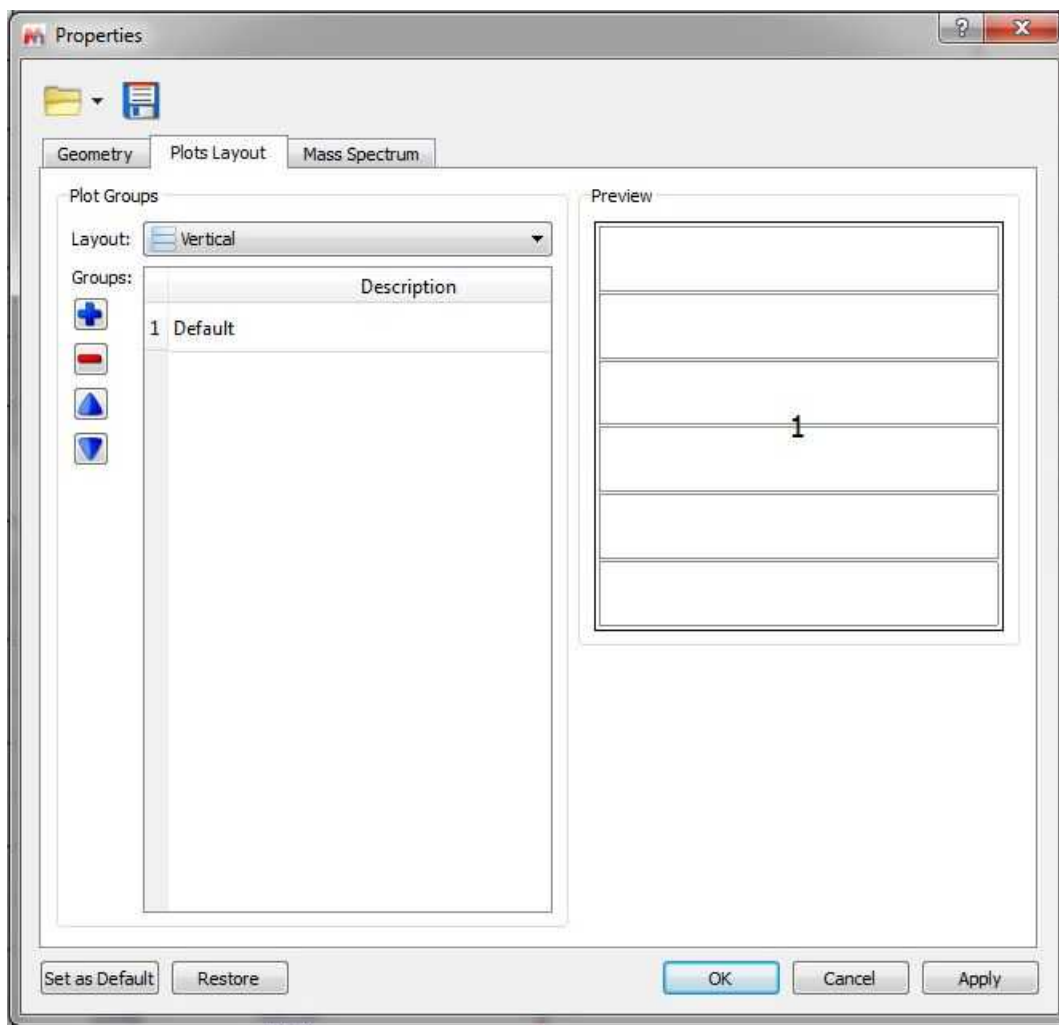 Properties
Geometry Plots Layout Mass Spectrum
Plot Groups
Layout: Vertical
Groups:
Description
1 Default
Preview
1
Set as Default Restore OK Cancel Apply